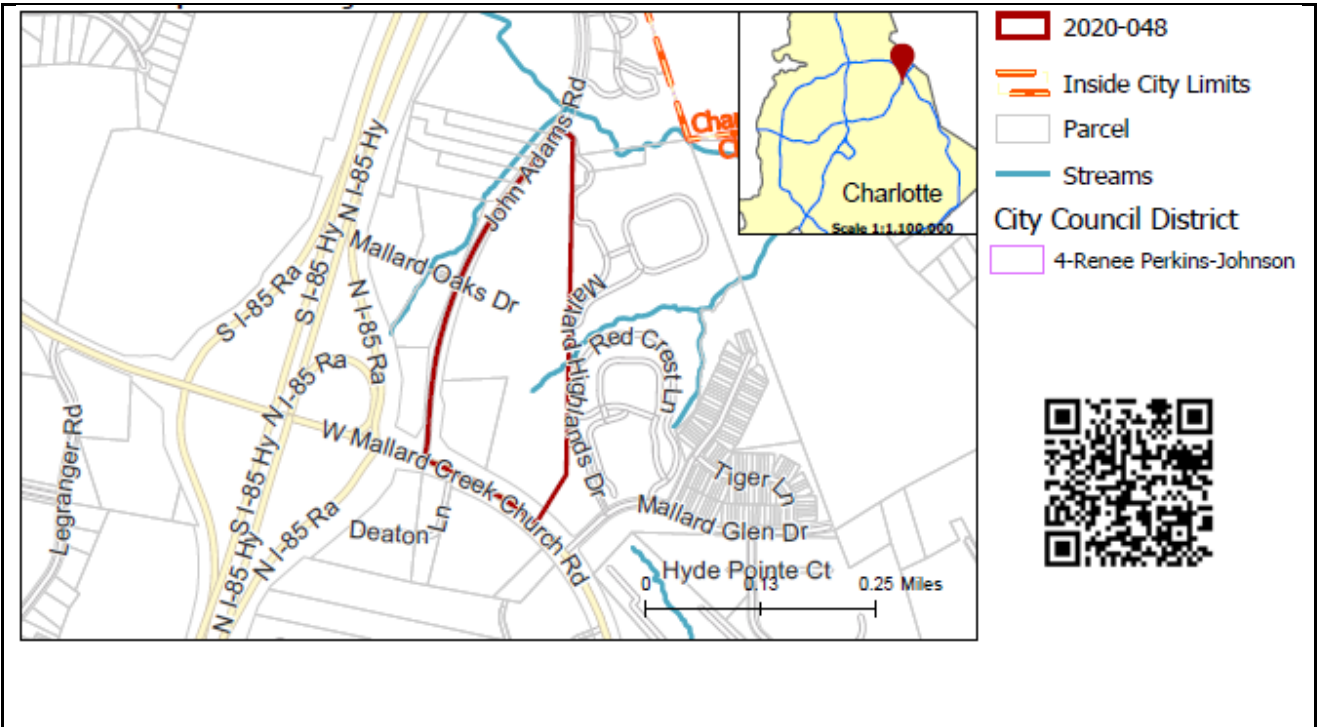 2020-048
Inside City Limits
Parcel
Streams
City Council District
4-Renee Perkins-Johnson
Charlotte
Scale 1:1,100,000
John Adams Rd
N I-85 Hy
S I-85 Hy
Mallard Oaks Dr
S I-85 Ra
N I-85 Ra
N I-85 Ra
Mallard Highlands Dr
Red Crest Ln
W Mallard Creek Church Rd
Legranger Rd
S I-85 Hy
N I-85 Hy
N I-85 Ra
Deaton Ln
Tiger Ln
Mallard Glen Dr
Hyde Pointe Ct
0 0.13 0.25 Miles